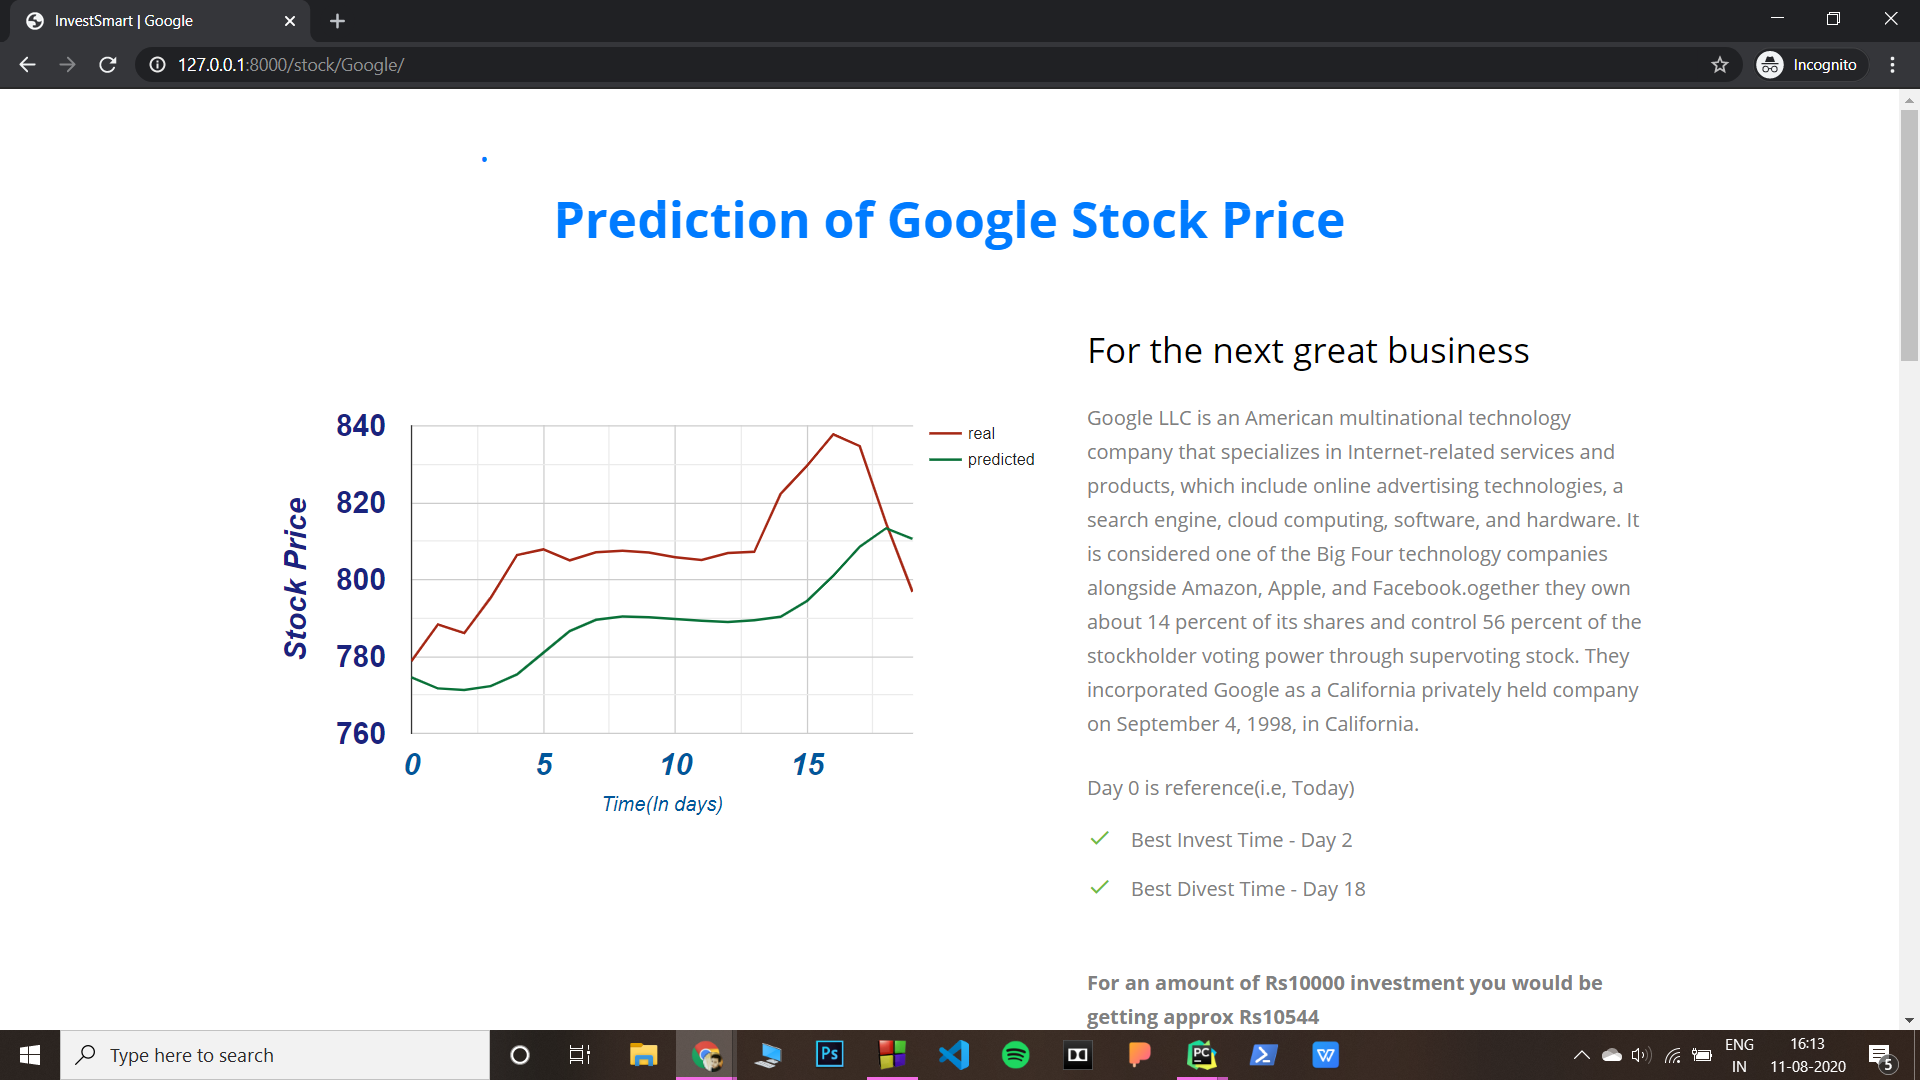 InvestSmart | Google
127.0.0.1:8000/stock/Google/
Incognito
Prediction of Google Stock Price
840
820
800
780
760
Stock Price
0 5 10 15
Time(In days)
real
predicted
For the next great business
Google LLC is an American multinational technology
company that specializes in Internet-related services and
products, which include online advertising technologies, a
search engine, cloud computing, software, and hardware. It
is considered one of the Big Four technology companies
alongside Amazon, Apple, and Facebook.ogether they own
about 14 percent of its shares and control 56 percent of the
stockholder voting power through supervoting stock. They
incorporated Google as a California privately held company
on September 4, 1998, in California.
Day 0 is reference(i.e, Today)
Best Invest Time - Day 2
Best Divest Time - Day 18
For an amount of Rs10000 investment you would be
getting approx Rs10544
Type here to search
Ps
PC
W
ENG
IN
16:13
11-08-2020
5